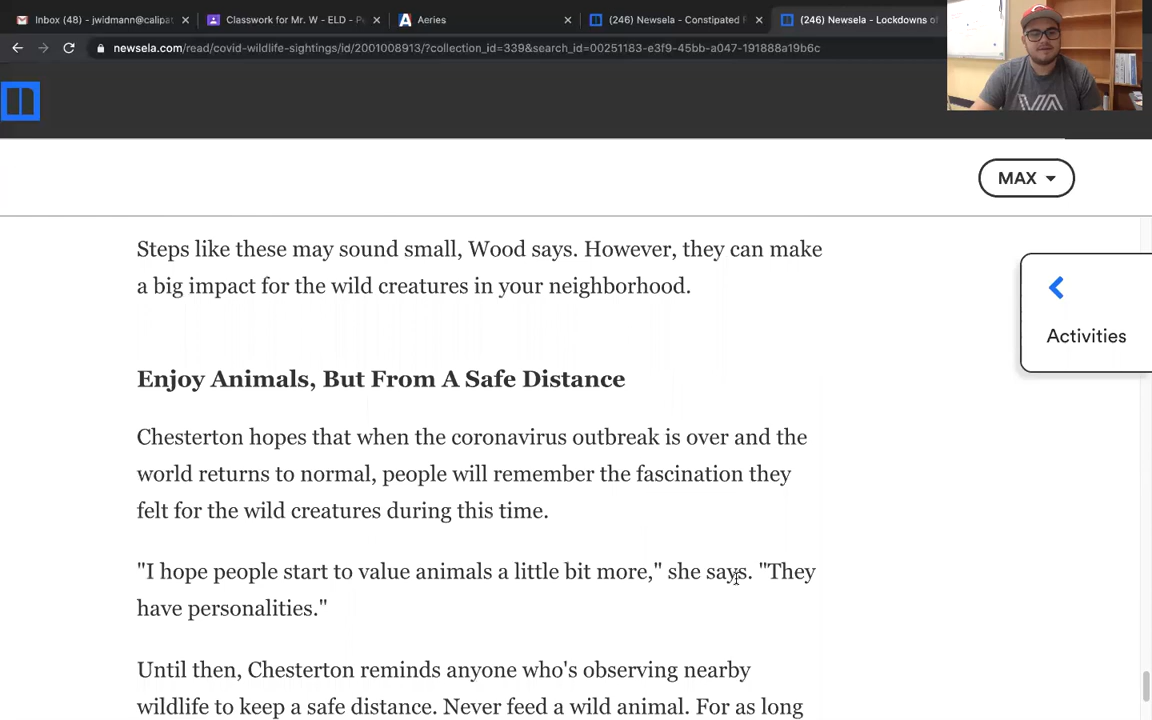 Inbox (48) - jwidmann@calipat
Classwork for Mr. W - ELD - P
Aeries
(246) Newsela - Constipated
(246) Newsela - Lockdowns of
newsela.com/read/covid-wildlife-sightings/id/2001008913/?collection_id=339&search_id=00251183-e3f9-45bb-a047-191888a19b6c
MAX
Steps like these may sound small, Wood says. However, they can make
a big impact for the wild creatures in your neighborhood.
Activities
Enjoy Animals, But From A Safe Distance
Chesterton hopes that when the coronavirus outbreak is over and the
world returns to normal, people will remember the fascination they
felt for the wild creatures during this time.
"I hope people start to value animals a little bit more," she says. "They
have personalities."
Until then, Chesterton reminds anyone who's observing nearby
wildlife to keep a safe distance. Never feed a wild animal. For as long